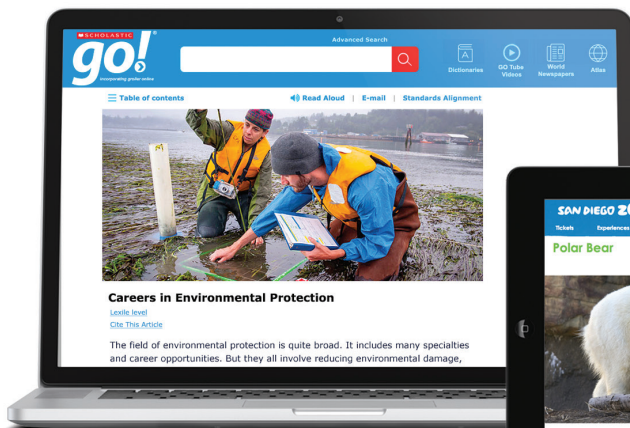 SCHOLASTIC
go!
incorporating grolier online
Advanced Search
Dictionaries
GO Tube
Videos
World
Newspapers
Atlas
Table of contents
Read Aloud | E-mail | Standards Alignment
Careers in Environmental Protection
Lexile level
Cite This Article
The field of environmental protection is quite broad. It includes many specialties
and career opportunities. But they all involve reducing environmental damage,
SAN DIEGO
Tickets
Experiences
Polar Bear